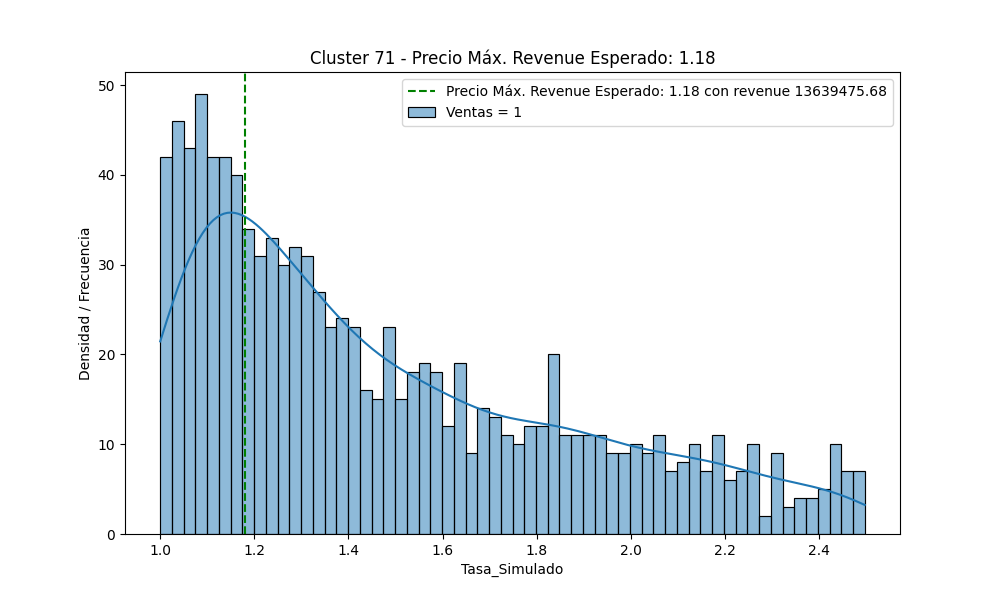 Cluster 71 - Precio Máx. Revenue Esperado: 1.18
Precio Máx. Revenue Esperado: 1.18 con revenue 13639475.68
Ventas = 1
Densidad / Frecuencia
50
40
30
20
10
0
1.0 1.2 1.4 1.6 1.8 2.0 2.2 2.4
Tasa_Simulado